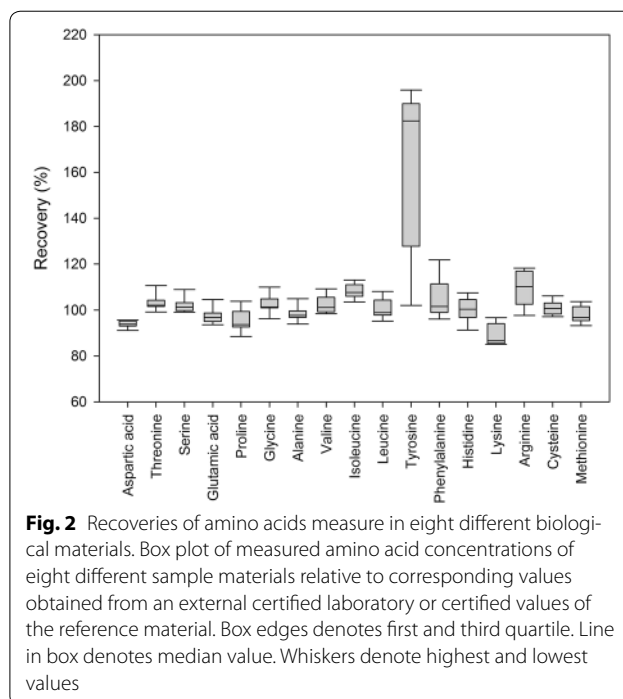 220
200
180
160
140
120
100
80
60
Recovery (%)
Aspartic acid
Threonine
Serine
Glutamic acid
Proline
Glycine
Alanine
Valine
Isoleucine
Leucine
Tyrosine
Phenylalanine
Histidine
Lysine
Arginine
Cysteine
Methionine
Fig. 2 Recoveries of amino acids measure in eight different biologi-
cal materials. Box plot of measured amino acid concentrations of
eight different sample materials relative to corresponding values
obtained from an external certified laboratory or certified values of
the reference material. Box edges denotes first and third quartile. Line
in box denotes median value. Whiskers denote highest and lowest
values